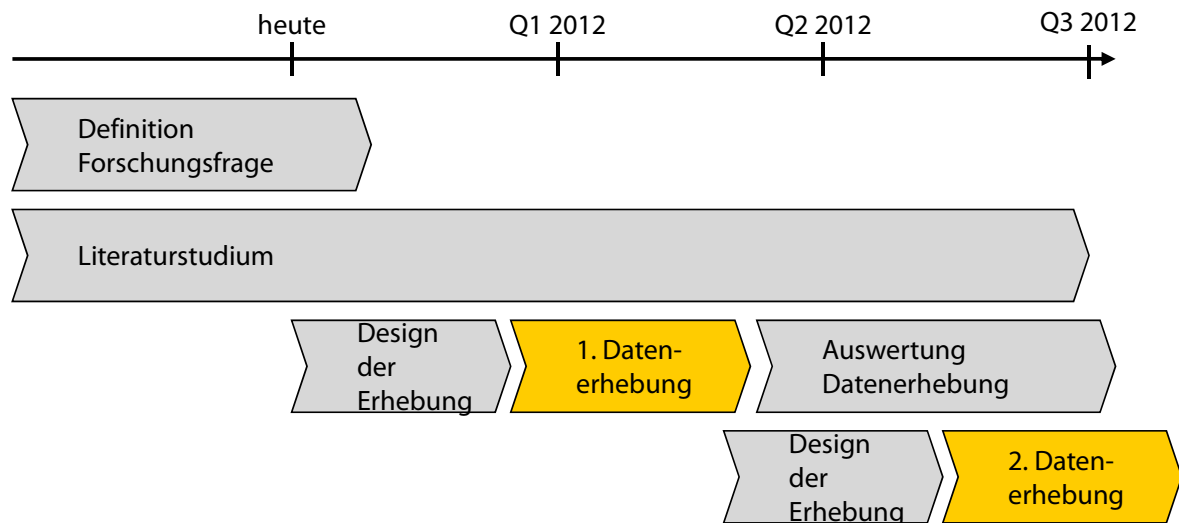 heute Q1 2012 Q2 2012 Q3 2012
Definition
Forschungsfrage
Literaturstudium
Design
der
Erhebung
1. Daten-
erhebung
Auswertung
Datenerhebung
Design
der
Erhebung
2. Daten-
erhebung